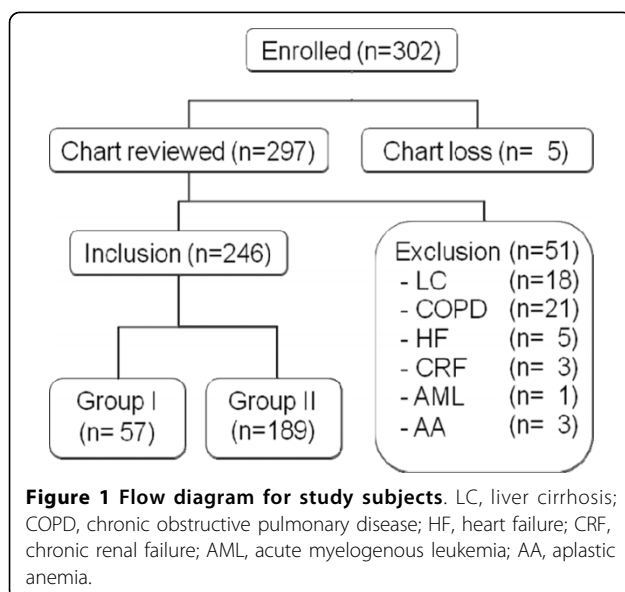 Enrolled (n=302)
Chart reviewed (n=297)
Chart loss (n= 5)
Inclusion (n=246)
Exclusion (n=51)
- LC (n=18)
- COPD (n=21)
- HF (n= 5)
- CRF (n= 3)
- AML (n= 1)
- AA (n= 3)
Group I
(n= 57)
Group II
(n=189)
Figure 1 Flow diagram for study subjects. LC, liver cirrhosis;
COPD, chronic obstructive pulmonary disease; HF, heart failure; CRF,
chronic renal failure; AML, acute myelogenous leukemia; AA, aplastic
anemia.